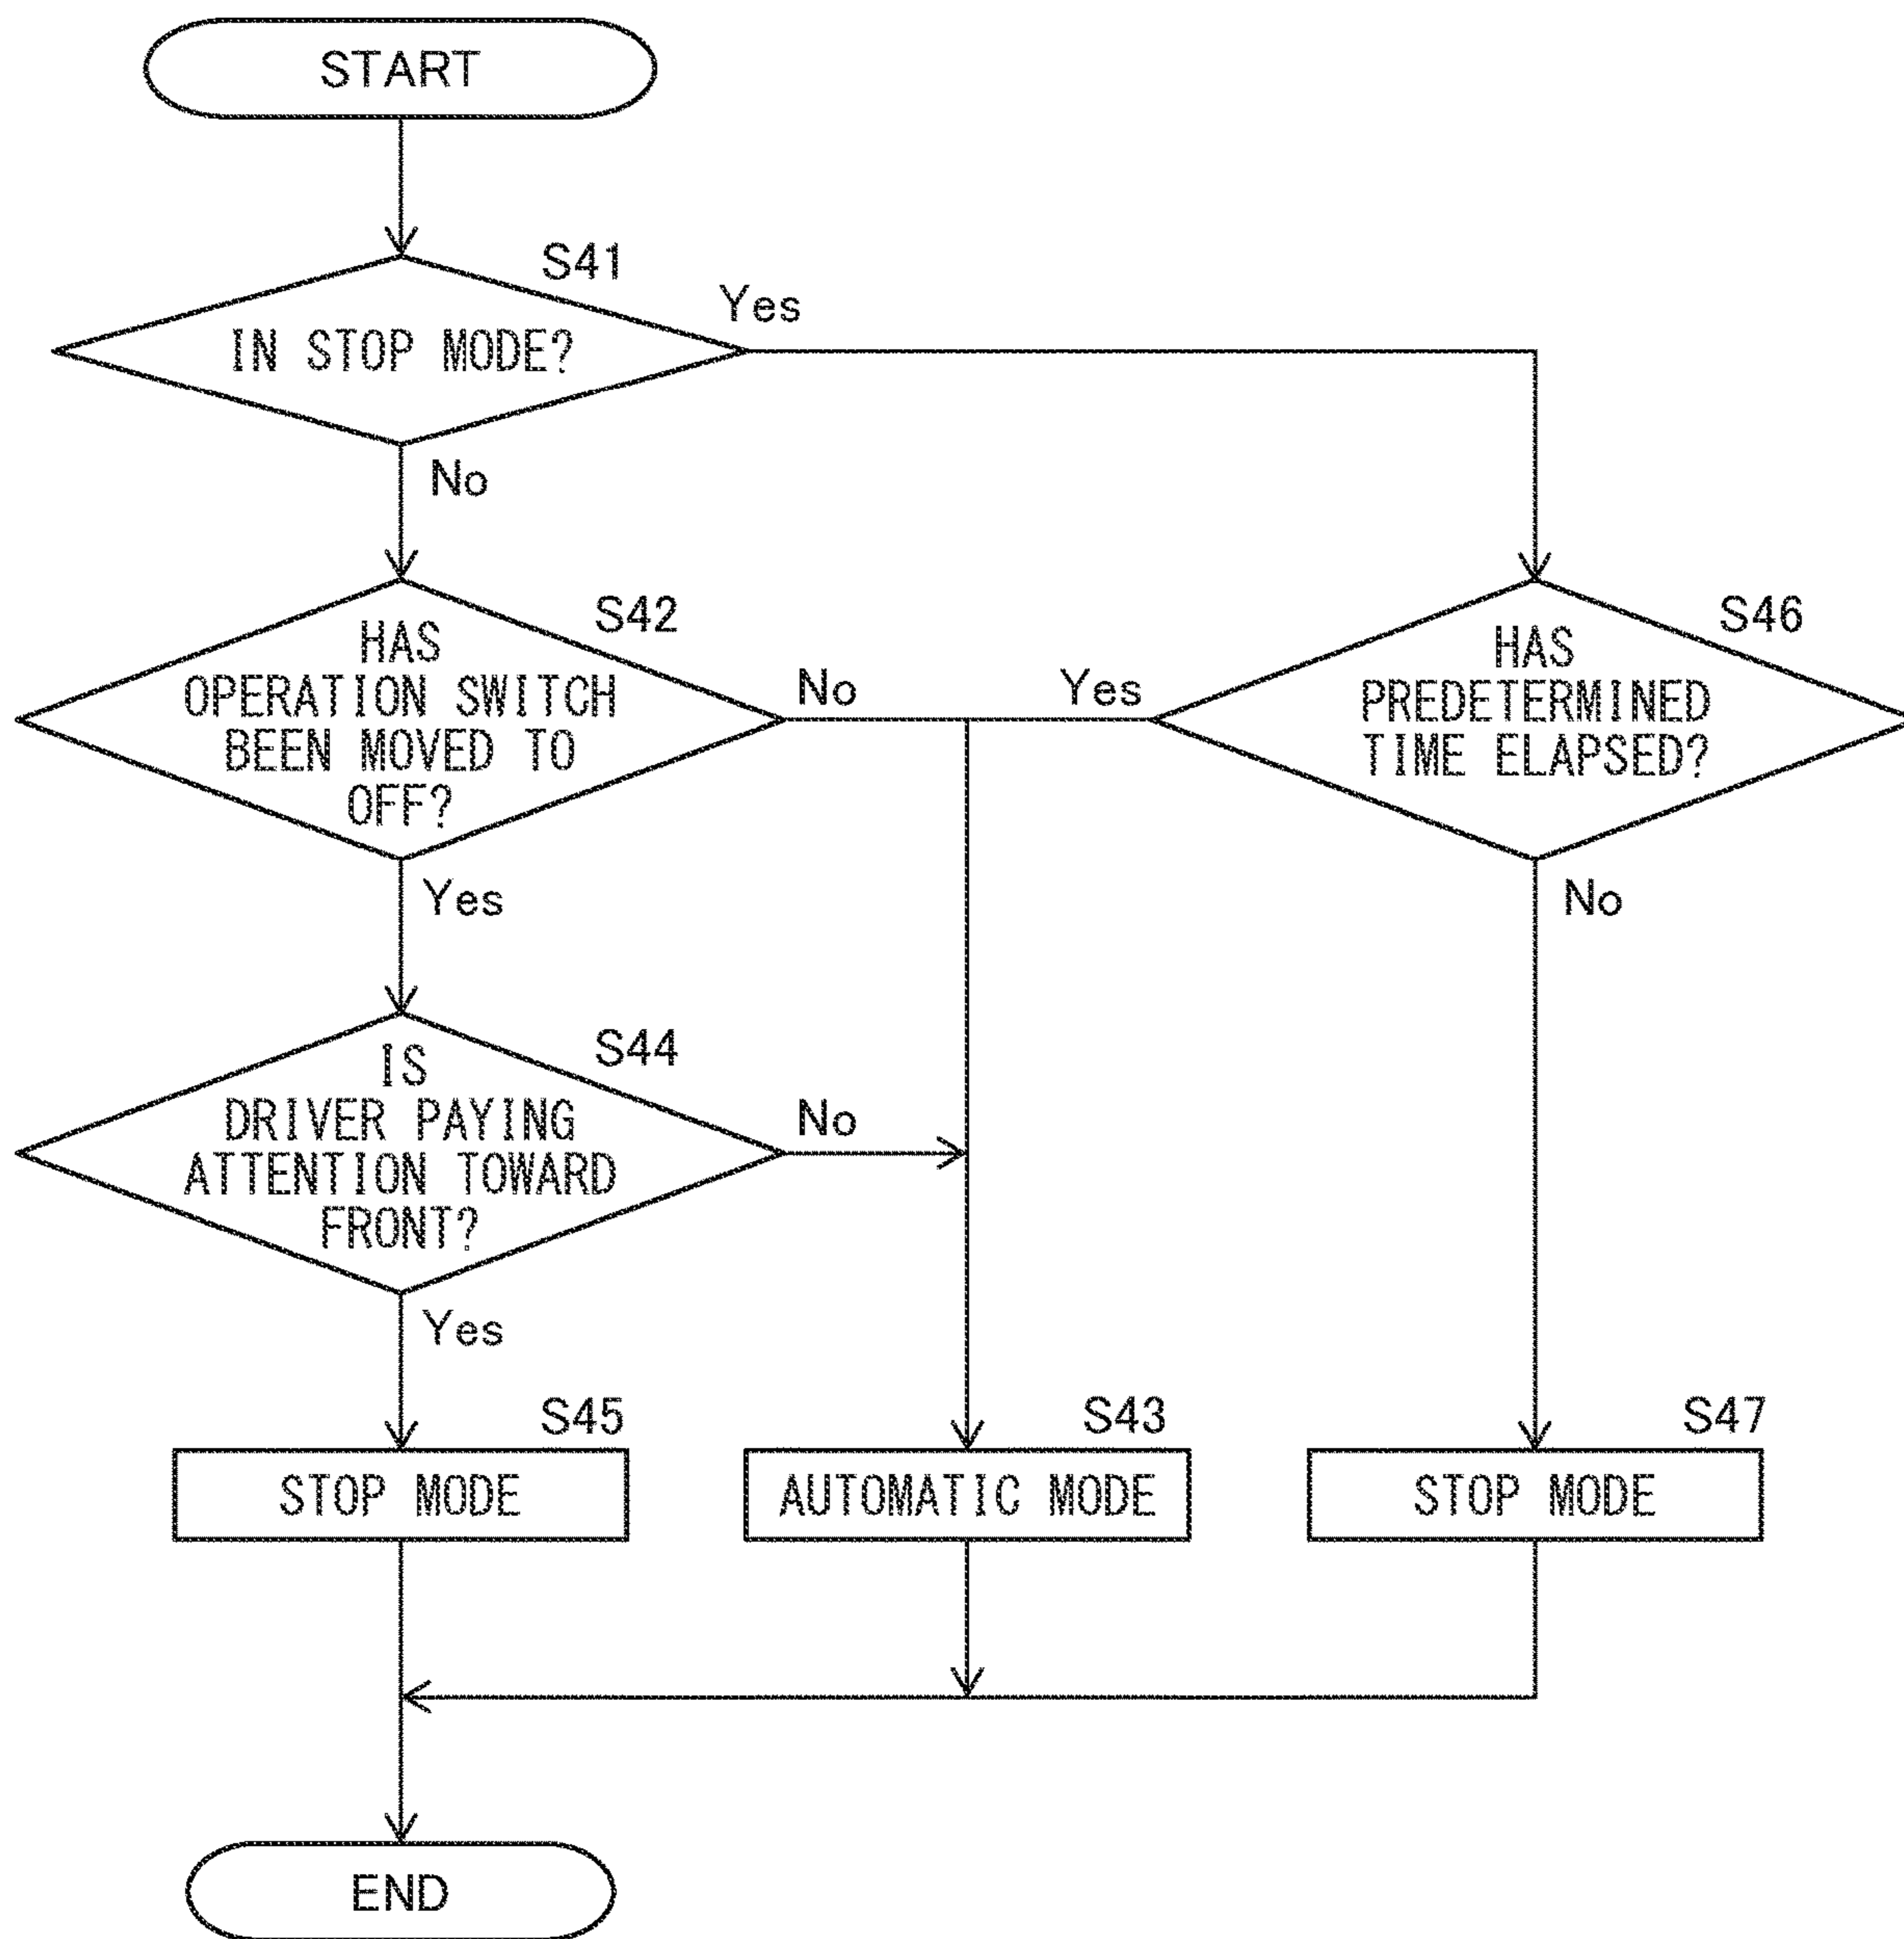 START
S41
IN STOP MODE?
Yes
No
S42
HAS
OPERATION SWITCH
BEEN MOVED TO
OFF?
No
Yes
S46
HAS
PREDETERMINED
TIME ELAPSED?
Yes
No
S44
IS
DRIVER PAYING
ATTENTION TOWARD
FRONT?
No
Yes
S45
STOP MODE
S43
AUTOMATIC MODE
S47
STOP MODE
END